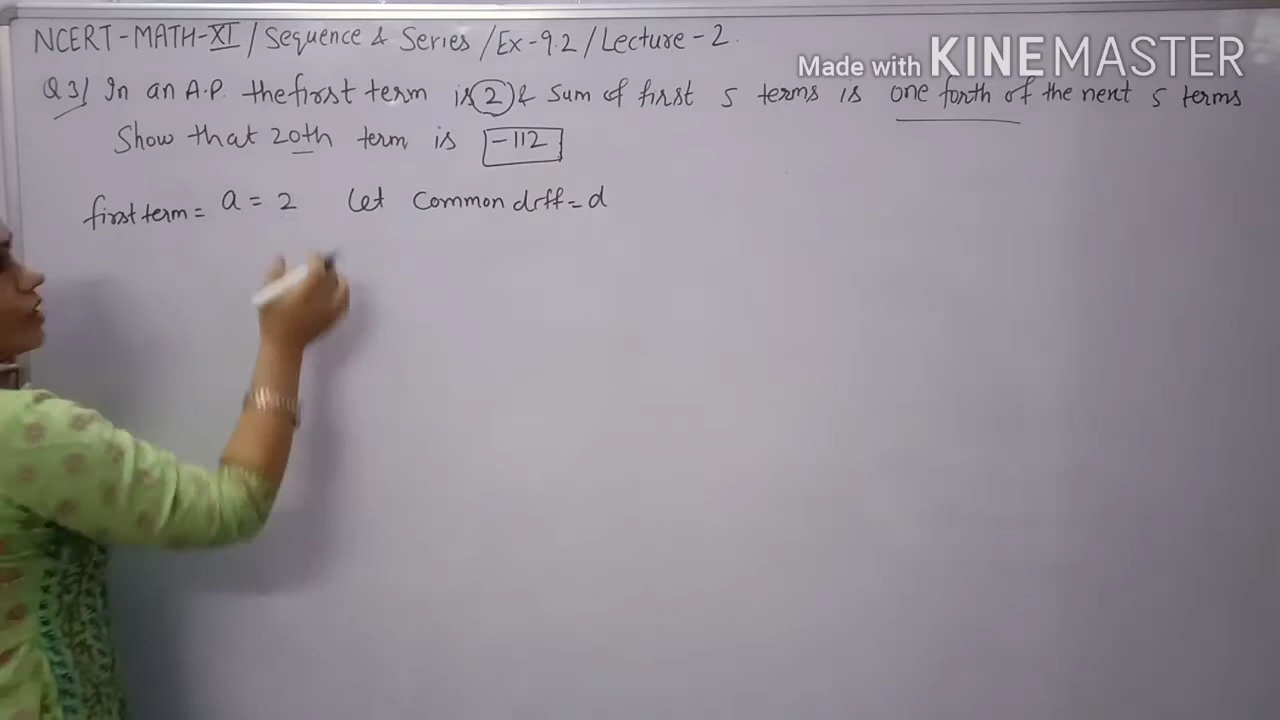 NCERT-MATH-XI / Sequence & Series / Ex-9.2 / Lecture-2.
Made with KINEMASTER
Q 3) In an A.P. the first term is 2 & sum of first 5 terms is one forth of the next 5 terms
Show that 20th term is -112
first term = a = 2 Let Common diff = d